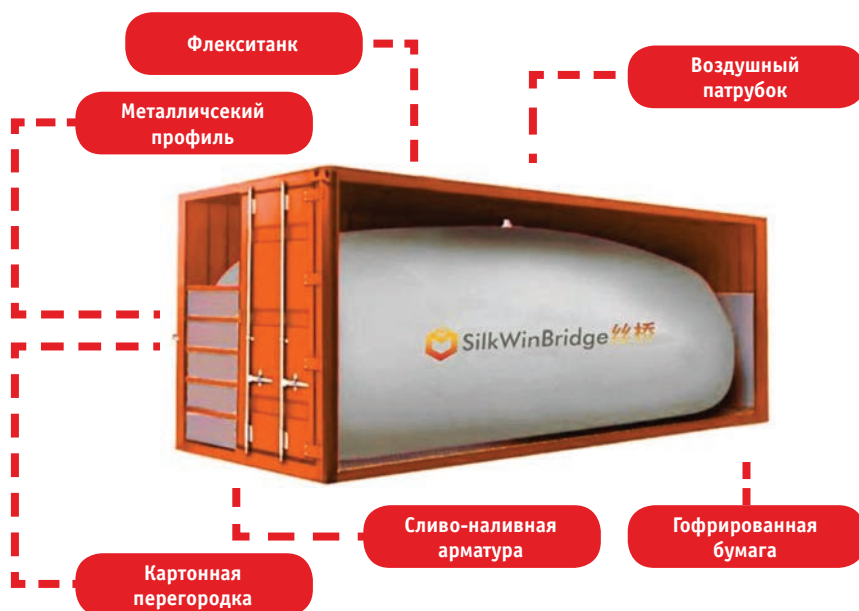 Флекситанк
Воздушный
патрубок
Металличсекий
профиль
SilkWinBridge丝桥
Сливо-наливная
арматура
Гофрированная
бумага
Картонная
перегородка